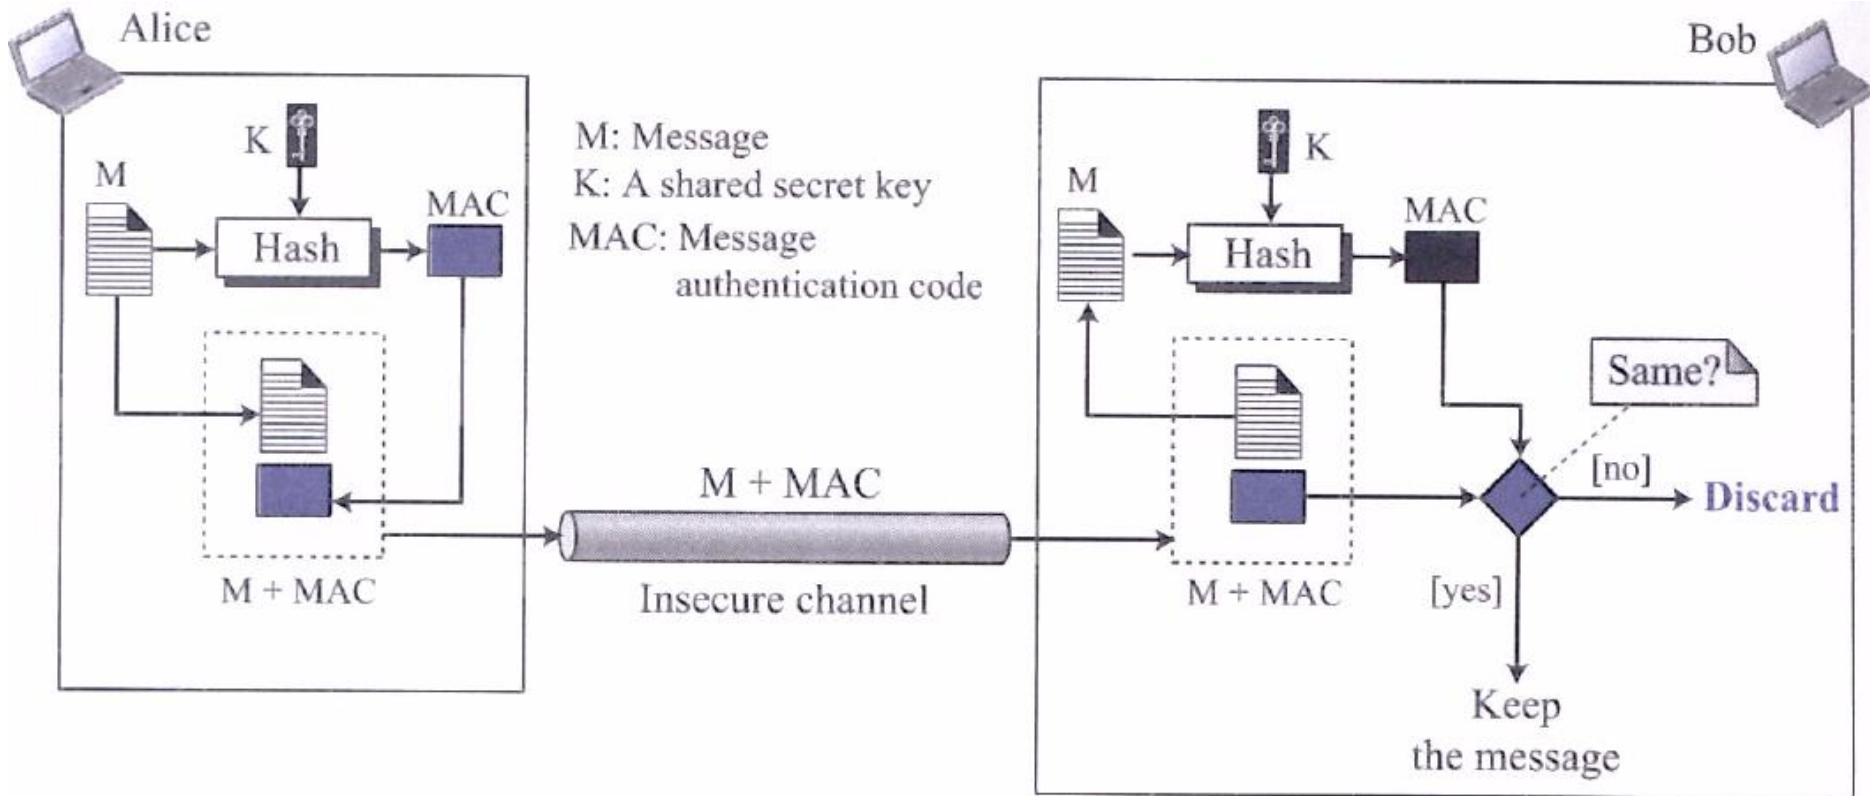 Alice
Bob
K
M
Hash
MAC
M + MAC
M: Message
K: A shared secret key
MAC: Message
authentication code
M + MAC
Insecure channel
K
M
Hash
MAC
Same?
M + MAC
[no]
Discard
[yes]
Keep
the message